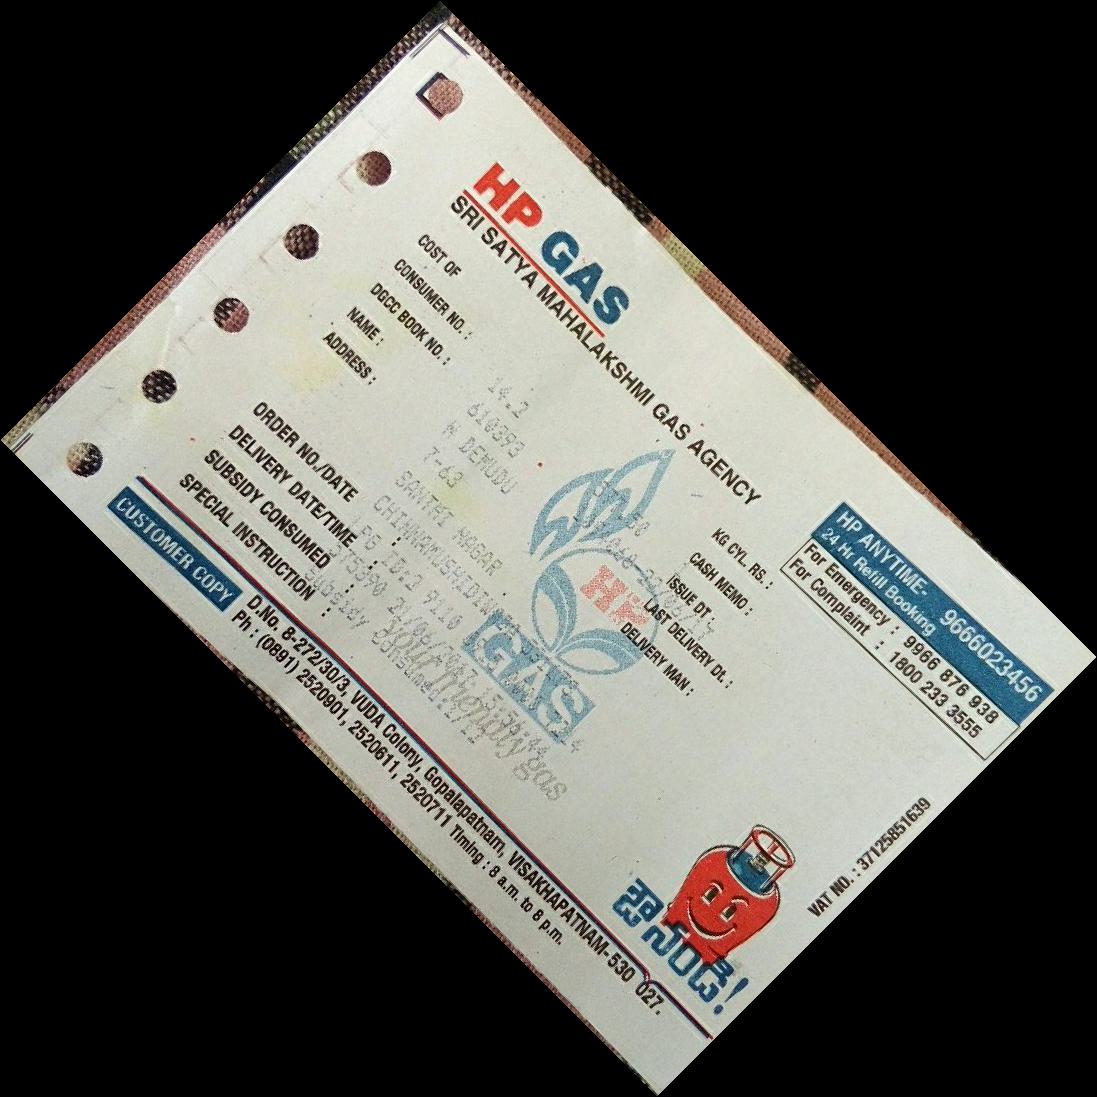 HP GAS
SRI SATYA MAHALAKSHMI GAS AGENCY
HP ANYTIME- 9666023456
24 Hr. Refill Booking
For Emergency : 9966 876 938
For Complaint : 1800 233 3555
COST OF
KG CYL. RS. :
CONSUMER NO. :
CASH MEMO :
DGCC BOOK NO. :
ISSUE DT.
NAME :
LAST DELIVERY Dt. :
ADDRESS :
DELIVERY MAN :
14.2
610393
M DEMUDU
7-63
SANTHI NAGAR
HP
GAS
Your friendly gas
ORDER NO./DATE
DELIVERY DATE/TIME :
SUBSIDY CONSUMED :
SPECIAL INSTRUCTION :
VAT NO. : 37125851639
CUSTOMER COPY
D.No. 8-272/30/3, VUDA Colony, Gopalapatnam, VISAKHAPATNAM-530 027.
Ph : (0891) 2520901, 2520611, 2520711 Timing : 8 a.m. to 8 p.m.